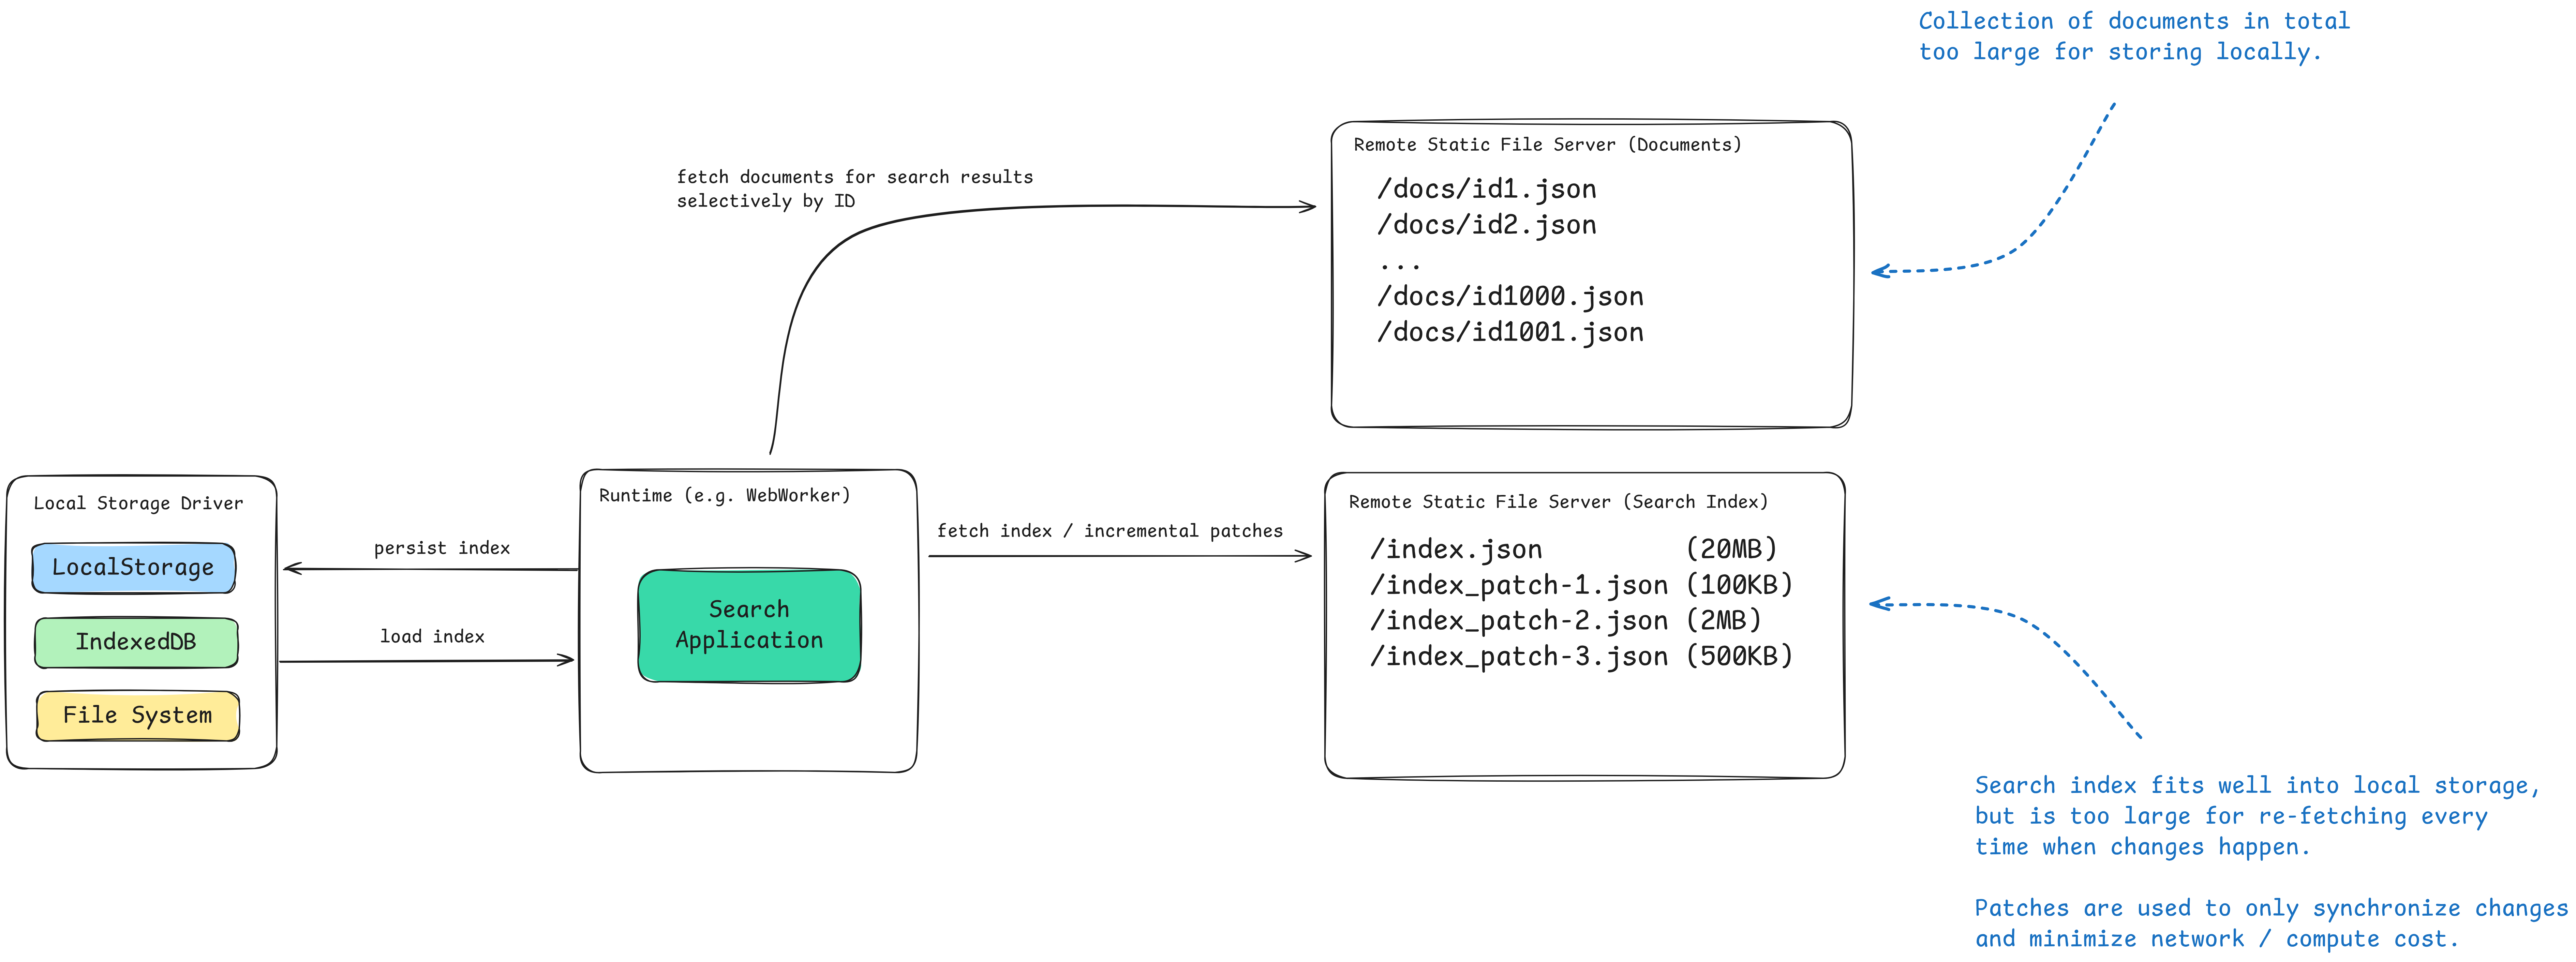 Collection of documents in total
too large for storing locally.
Remote Static File Server (Documents)
/docs/id1.json
/docs/id2.json
...
/docs/id1000.json
/docs/id1001.json
fetch documents for search results
selectively by ID
Local Storage Driver
LocalStorage
IndexedDB
File System
persist index
load index
Runtime (e.g. WebWorker)
Search
Application
fetch index / incremental patches
Remote Static File Server (Search Index)
/index.json (20MB)
/index_patch-1.json (100KB)
/index_patch-2.json (2MB)
/index_patch-3.json (500KB)
Search index fits well into local storage,
but is too large for re-fetching every
time when changes happen.
Patches are used to only synchronize changes
and minimize network / compute cost.